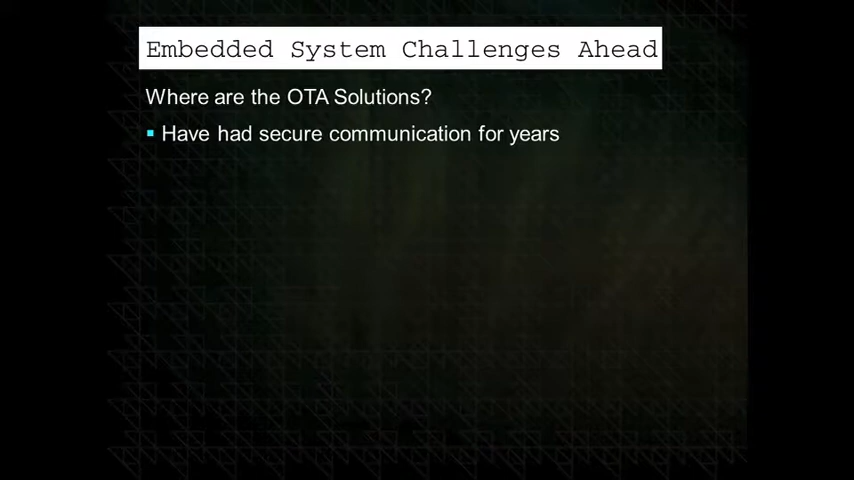 Embedded System Challenges Ahead
Where are the OTA Solutions?
Have had secure communication for years